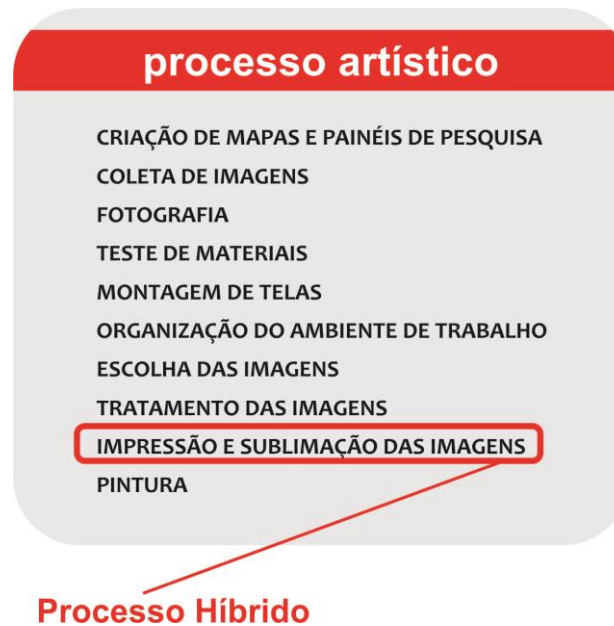 processo artístico
CRIAÇÃO DE MAPAS E PAINÉIS DE PESQUISA
COLETA DE IMAGENS
FOTOGRAFIA
TESTE DE MATERIAIS
MONTAGEM DE TELAS
ORGANIZAÇÃO DO AMBIENTE DE TRABALHO
ESCOLHA DAS IMAGENS
TRATAMENTO DAS IMAGENS
IMPRESSÃO E SUBLIMAÇÃO DAS IMAGENS
PINTURA
Processo Híbrido